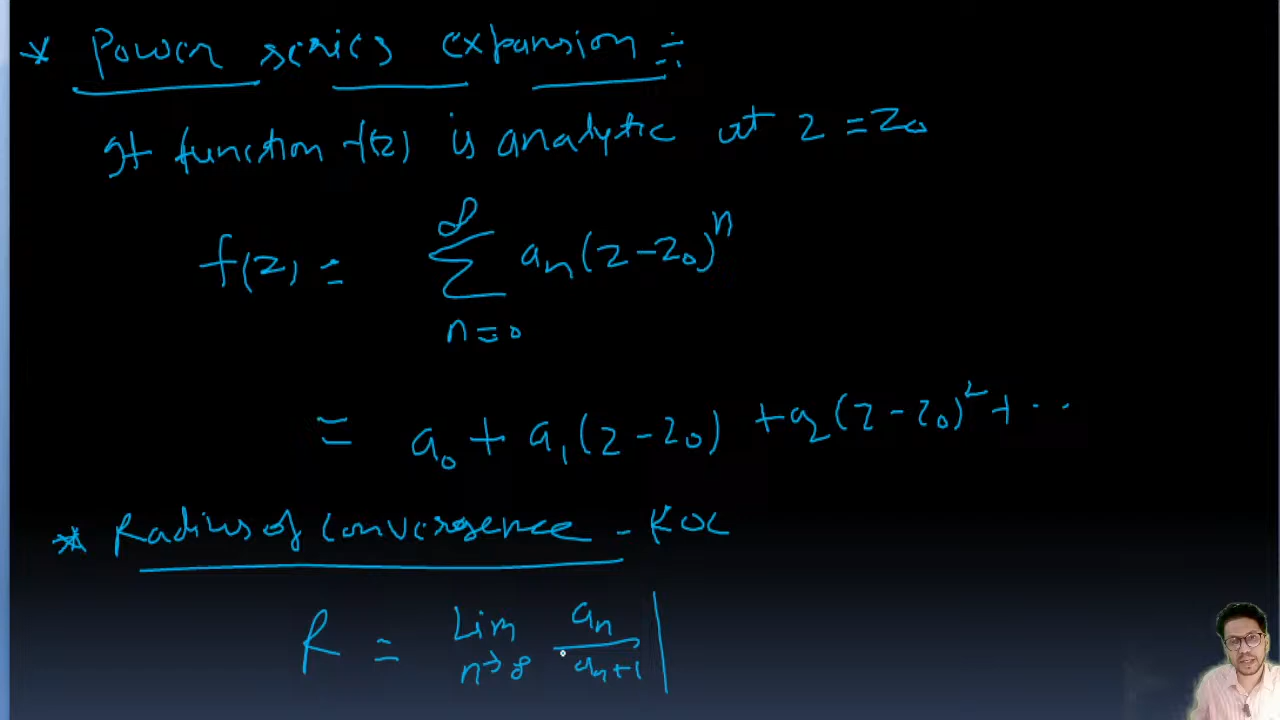 * Power series expansion ÷
If function f(z) is analytic at z = z₀
f(z) = ∑_{n=0}^{∞} aₙ(z-z₀)ⁿ
= a₀ + a₁(z-z₀) + a₂(z-z₀)² + ...
* Radius of convergence - ROC
R = Lim_{n→∞} aₙ/aₙ₊₁ |